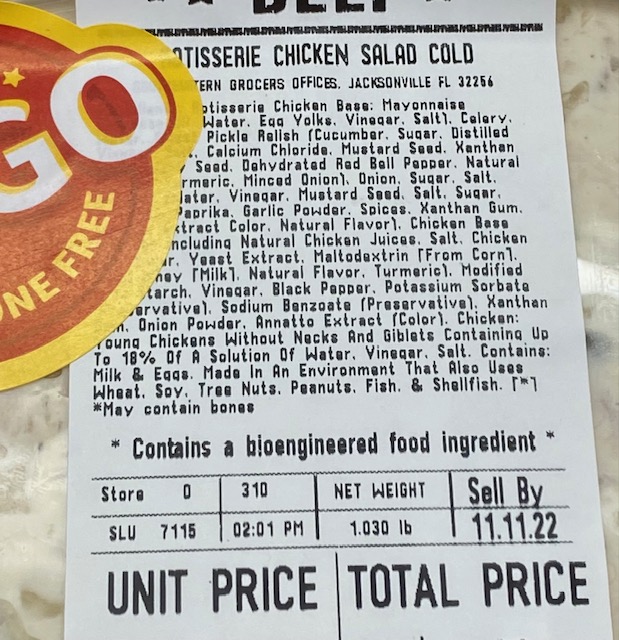 GO
NE FREE
TISSERIE CHICKEN SALAD COLD
TERN GROCERS OFFICES, JACKSONVILLE FL 32256
otisserie Chicken Base: Mayonnaise
Water, Egg Yolks, Vinegar, Salt), Celery,
Pickle Relish (Cucumber, Sugar, Distilled
, Calcium Chloride, Mustard Seed, Xanthan
Seed, Dehydrated Red Bell Pepper, Natural
rmeric, Minced Onion), Onion, Sugar, Salt,
ater, Vinegar, Mustard Seed, Salt, Sugar,
aprika, Garlic Powder, Spices, Xanthan Gum,
xtract Color, Natural Flavor), Chicken Base
ncluding Natural Chicken Juices, Salt, Chicken
r, Yeast Extract, Maltodextrin [From Corn],
hey [Milk], Natural Flavor, Turmeric), Modified
tarch, Vinegar, Black Pepper, Potassium Sorbate
ervative), Sodium Benzoate (Preservative), Xanthan
Onion Powder, Annatto Extract (Color). Chicken:
Young Chickens Without Necks And Giblets Containing Up
To 18% Of A Solution Of Water, Vinegar, Salt. Contains:
Milk & Eggs. Made In An Environment That Also Uses
Wheat, Soy, Tree Nuts, Peanuts, Fish, & Shellfish. [*]
*May contain bones
* Contains a bioengineered food ingredient *
Store 0 310 NET WEIGHT Sell By
SLU 7115 02:01 PM 1.030 lb 11.11.22
UNIT PRICE TOTAL PRICE